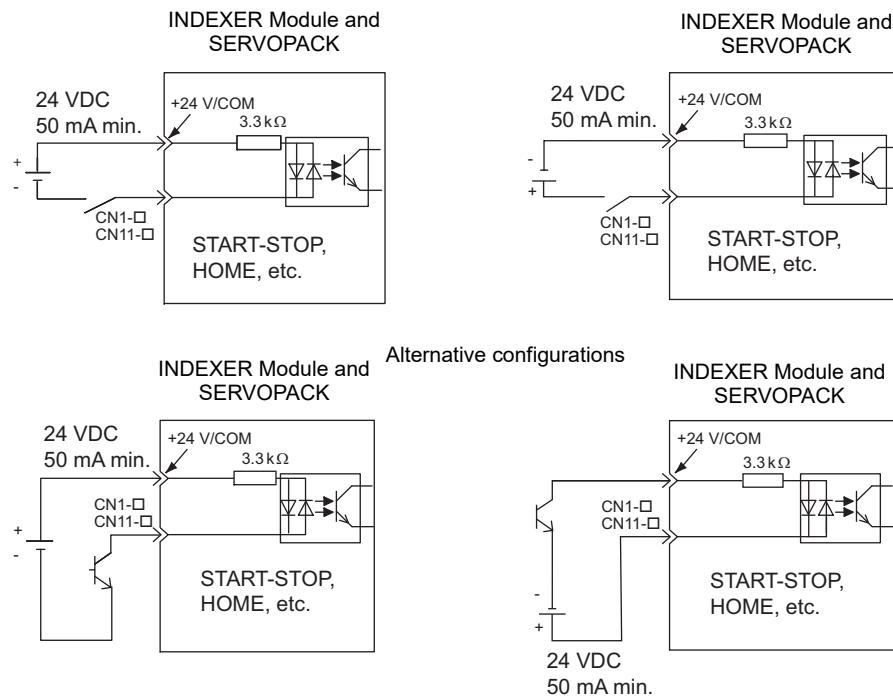 INDEXER Module and
SERVOPACK
24 VDC
50 mA min.
+24 V/COM
3.3 kΩ
+
-
CN1-□
CN11-□
START-STOP,
HOME, etc.
INDEXER Module and
SERVOPACK
24 VDC
50 mA min.
+24 V/COM
3.3 kΩ
-
+
CN1-□
CN11-□
START-STOP,
HOME, etc.
Alternative configurations
INDEXER Module and
SERVOPACK
24 VDC
50 mA min.
+24 V/COM
3.3 kΩ
CN1-□
CN11-□
+
-
START-STOP,
HOME, etc.
INDEXER Module and
SERVOPACK
+24 V/COM
3.3 kΩ
CN1-□
CN11-□
START-STOP,
HOME, etc.
-
+
24 VDC
50 mA min.